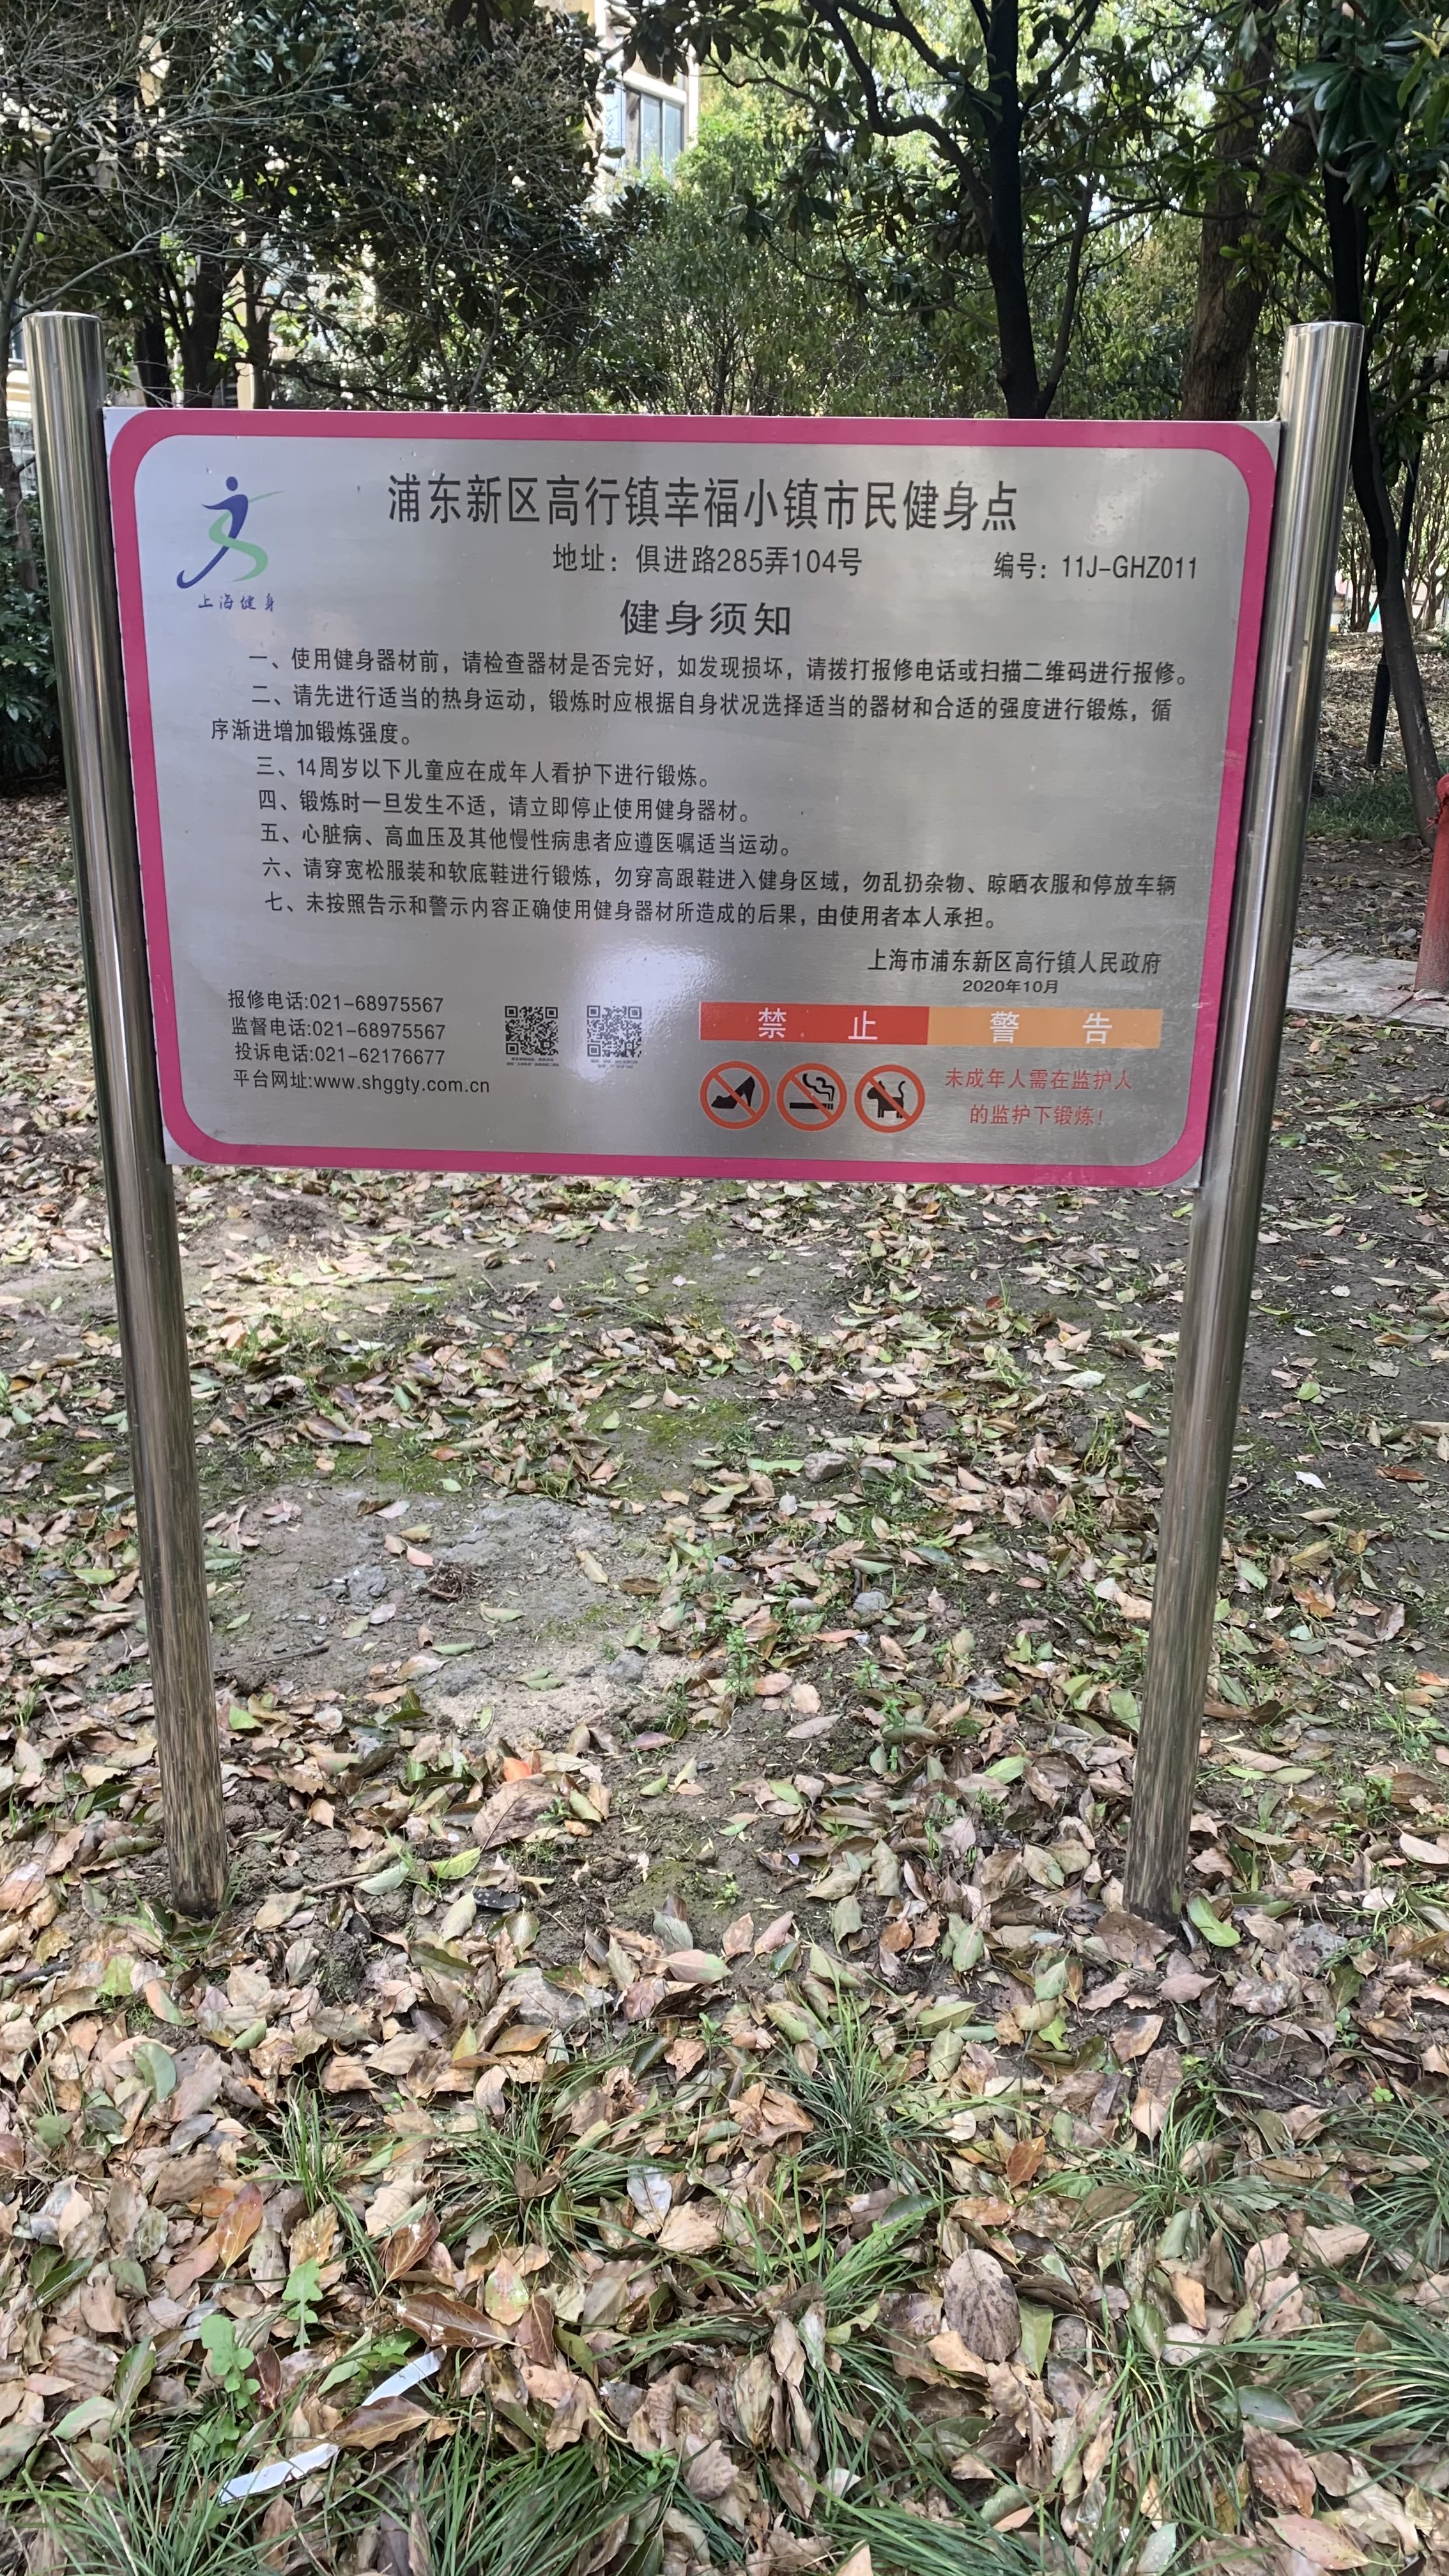 浦东新区高行镇幸福小镇市民健身点
地址：俱进路285弄104号
编号：11J-GHZ011
上海健身
健身须知
一、使用健身器材前，请检查器材是否完好，如发现损坏，请拨打报修电话或扫描二维码进行报修。
二、请先进行适当的热身运动，锻炼时应根据自身状况选择适当的器材和合适的强度进行锻炼，循
序渐进增加锻炼强度。
三、14周岁以下儿童应在成年人看护下进行锻炼。
四、锻炼时一旦发生不适，请立即停止使用健身器材。
五、心脏病、高血压及其他慢性病患者应遵医嘱适当运动。
六、请穿宽松服装和软底鞋进行锻炼，勿穿高跟鞋进入健身区域，勿乱扔杂物、晾晒衣服和停放车辆
七、未按照告示和警示内容正确使用健身器材所造成的后果，由使用者本人承担。
上海市浦东新区高行镇人民政府
2020年10月
报修电话:021-68975567
监督电话:021-68975567
投诉电话:021-62176677
平台网址:www.shggty.com.cn
禁 止
警 告
未成年人需在监护人
的监护下锻炼！